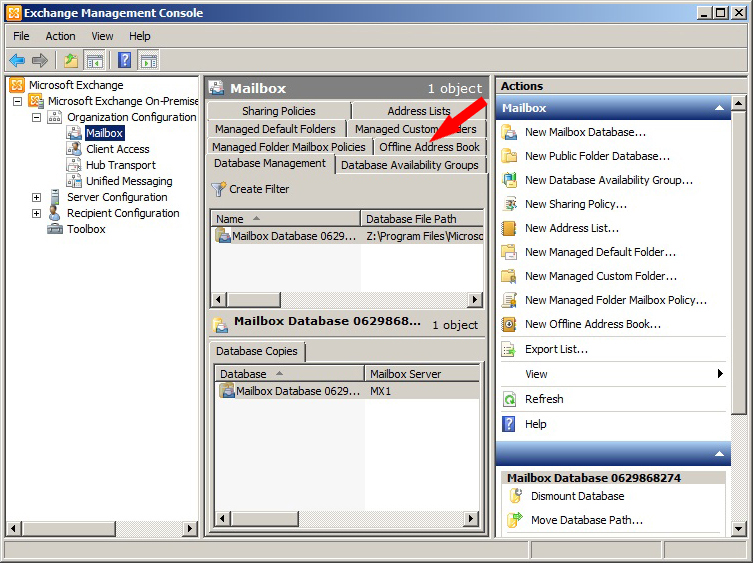 Exchange Management Console
File Action View Help
Microsoft Exchange
Microsoft Exchange On-Premise
Organization Configuration
Mailbox
Client Access
Hub Transport
Unified Messaging
Server Configuration
Recipient Configuration
Toolbox
Mailbox 1 object
Sharing Policies Address Lists
Managed Default Folders Managed Custom Folders
Managed Folder Mailbox Policies Offline Address Book
Database Management Database Availability Groups
Create Filter
Name Database File Path
Mailbox Database 0629... Z:\Program Files\Microso
Mailbox Database 0629868... 1 object
Database Copies
Database Mailbox Server
Mailbox Database 0629... MX1
Actions
Mailbox
New Mailbox Database...
New Public Folder Database...
New Database Availability Group...
New Sharing Policy...
New Address List...
New Managed Default Folder...
New Managed Custom Folder...
New Managed Folder Mailbox Policy...
New Offline Address Book...
Export List...
View
Refresh
Help
Mailbox Database 0629868274
Dismount Database
Move Database Path...